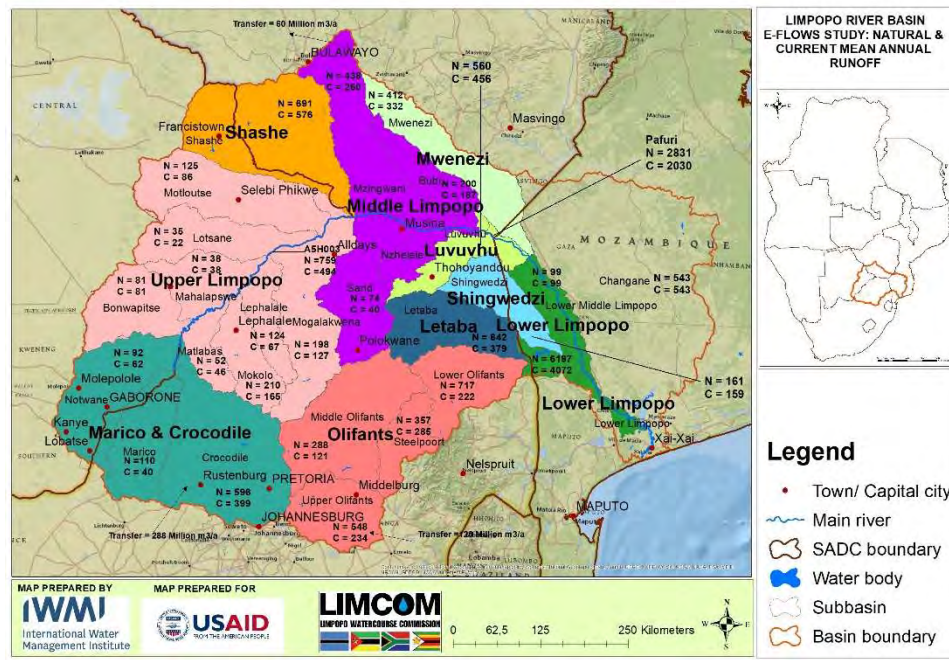 LIMPOPO RIVER BASIN
E-FLOWS STUDY: NATURAL &
CURRENT MEAN ANNUAL
RUNOFF
Transfer = 60 Million m3/a
BULAWAYO
N = 438
C = 260
N = 412
C = 332
Mwenezi
N = 560
C = 456
Masvingo
Pafuri
N = 2831
C = 2030
N = 691
C = 576
Francistown
Shashe
Shashe
CENTRAL
N = 125
C = 86
Motloutse
Selebi Phikwe
Mwenezi
Mzingwani
Bubi
N = 200
C = 187
Middle Limpopo
Musina
Luvuvhu
N = 35
C = 22
Lotsane
A5H003
N =759
C =494
Alldays
Nzhelele
Luvuvhu
Thohoyandou
Shingwedzi
GAZA
MOZAMBIQUE
N = 38
C = 38
Upper Limpopo
N = 81
C = 81
Mahalapswe
Bonwapitse
Sand
N = 74
C = 40
Shingwedzi
N = 99
C = 99
Changane
N = 543
C = 543
Lower Middle Limpopo
Lephalale
Lephalale
N = 124
C = 67
Mogalakwena
N = 198
C = 127
Polokwane
Letaba
Letaba
N = 642
C = 379
Lower Limpopo
N = 6197
C = 4072
N = 161
C = 159
KWENENG
N = 92
C = 62
Matlabas
N = 52
C = 46
Mokolo
N = 210
C = 165
Molepolole
Notwane
GABORONE
Kanye
Lobatse
Marico & Crocodile
Marico
N =110
C = 40
Crocodile
Rustenburg
N = 598
C = 399
PRETORIA
JOHANNESBURG
Transfer = 288 Million m3/a
Lower Olifants
N = 717
C = 222
Middle Olifants
N = 357
C = 285
Steelpoort
Olifants
N = 288
C = 121
Middelburg
Upper Olifants
N = 548
C = 234
Nelspruit
Lower Limpopo
Lower Limpopo
Xai-Xai
MAPUTO
Legend
Town/ Capital city
Main river
SADC boundary
Water body
Subbasin
Basin boundary
MAP PREPARED BY
IWMI
International Water
Management Institute
MAP PREPARED FOR
USAID
FROM THE AMERICAN PEOPLE
LIMCOM
LIMPOPO WATERCOURSE COMMISSION
0 62,5 125 250 Kilometers
N
W E
S